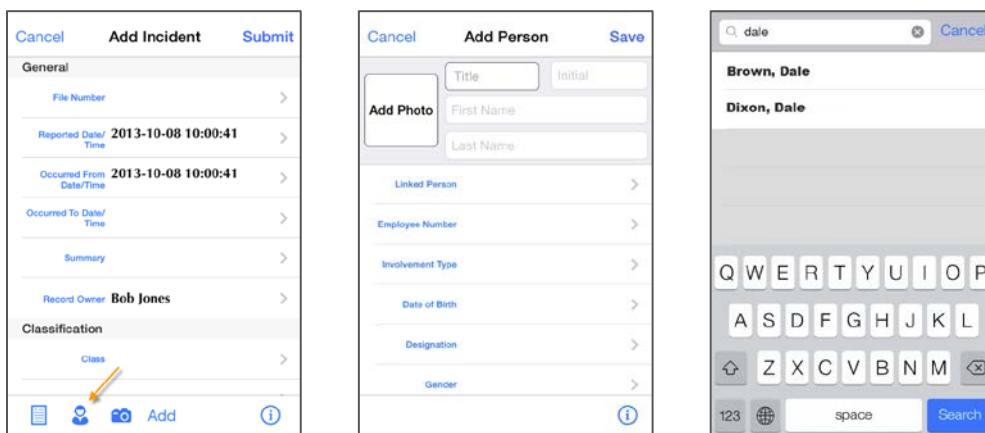 Cancel Add Incident Submit
General
File Number
Reported Date/ 2013-10-08 10:00:41
Time
Occurred From 2013-10-08 10:00:41
Date/Time
Occurred To Date/
Time
Summary
Record Owner Bob Jones
Classification
Class
Add
Cancel Add Person Save
Title Initial
Add Photo First Name
Last Name
Linked Person
Employee Number
Involvement Type
Date of Birth
Designation
Gender
dale Cancel
Brown, Dale
Dixon, Dale
Q W E R T Y U I O P
A S D F G H J K L
Z X C V B N M
123 space Search